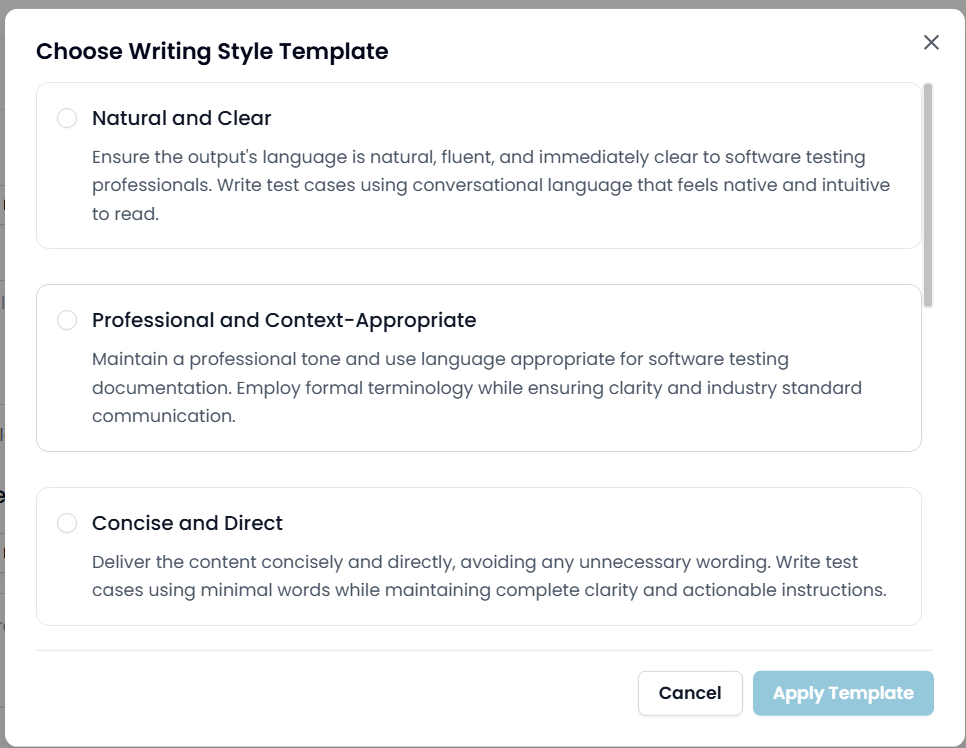 Choose Writing Style Template
Natural and Clear
Ensure the output's language is natural, fluent, and immediately clear to software testing
professionals. Write test cases using conversational language that feels native and intuitive
to read.
Professional and Context-Appropriate
Maintain a professional tone and use language appropriate for software testing
documentation. Employ formal terminology while ensuring clarity and industry standard
communication.
Concise and Direct
Deliver the content concisely and directly, avoiding any unnecessary wording. Write test
cases using minimal words while maintaining complete clarity and actionable instructions.
Cancel
Apply Template